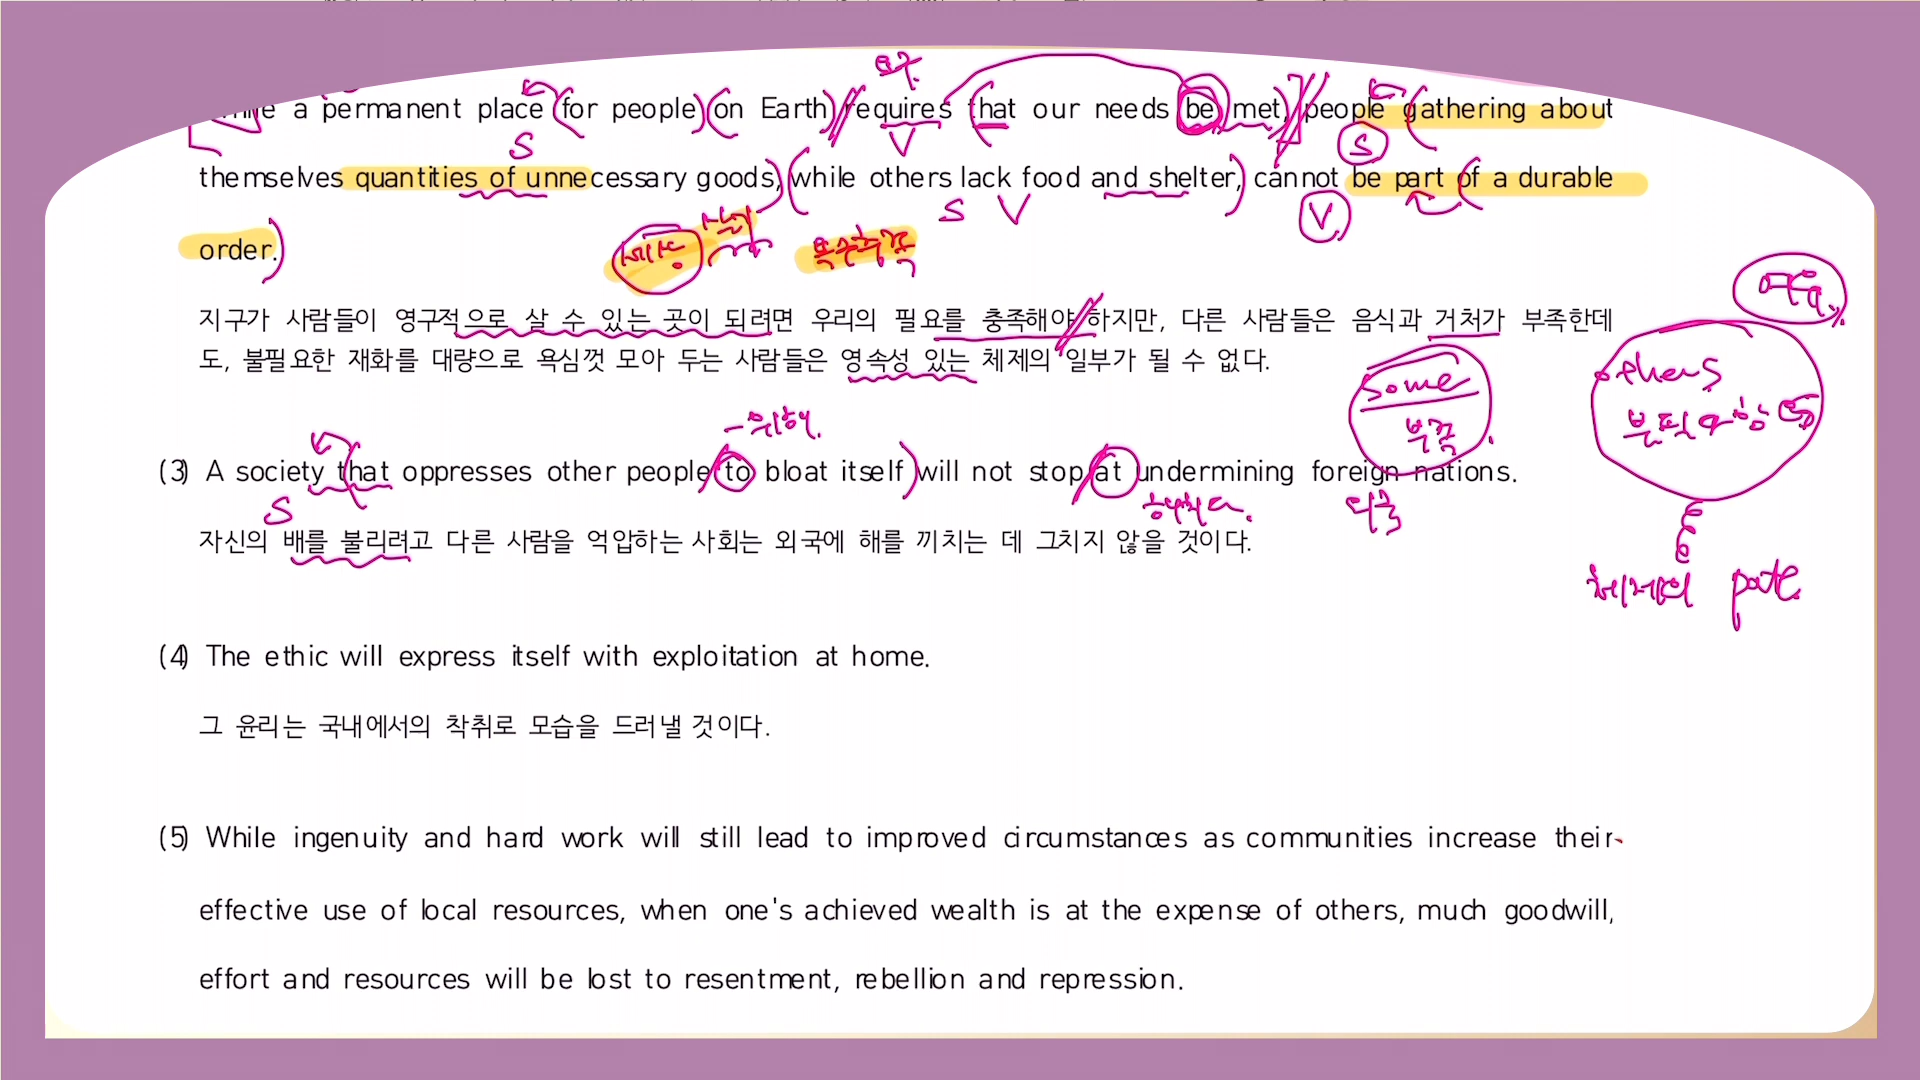 a permanent place (for people) (on Earth) requires that our needs be met, people gathering about
themselves quantities of unnecessary goods, (while others lack food and shelter,) cannot be part of a durable
order.)
S
V
S
S V
V
욕구충족
지구가 사람들이 영구적으로 살 수 있는 곳이 되려면 우리의 필요를 충족해야 하지만, 다른 사람들은 음식과 거처가 부족한데
도, 불필요한 재화를 대량으로 욕심껏 모아 두는 사람들은 영속성 있는 체제의 일부가 될 수 없다.
some
부족
others
~위해.
(3) A society that oppresses other people to bloat itself will not stop at undermining foreign nations.
S
자신의 배를 불리려고 다른 사람을 억압하는 사회는 외국에 해를 끼치는 데 그치지 않을 것이다.
체제의
(4) The ethic will express itself with exploitation at home.
그 윤리는 국내에서의 착취로 모습을 드러낼 것이다.
(5) While ingenuity and hard work will still lead to improved circumstances as communities increase their
effective use of local resources, when one's achieved wealth is at the expense of others, much goodwill,
effort and resources will be lost to resentment, rebellion and repression.